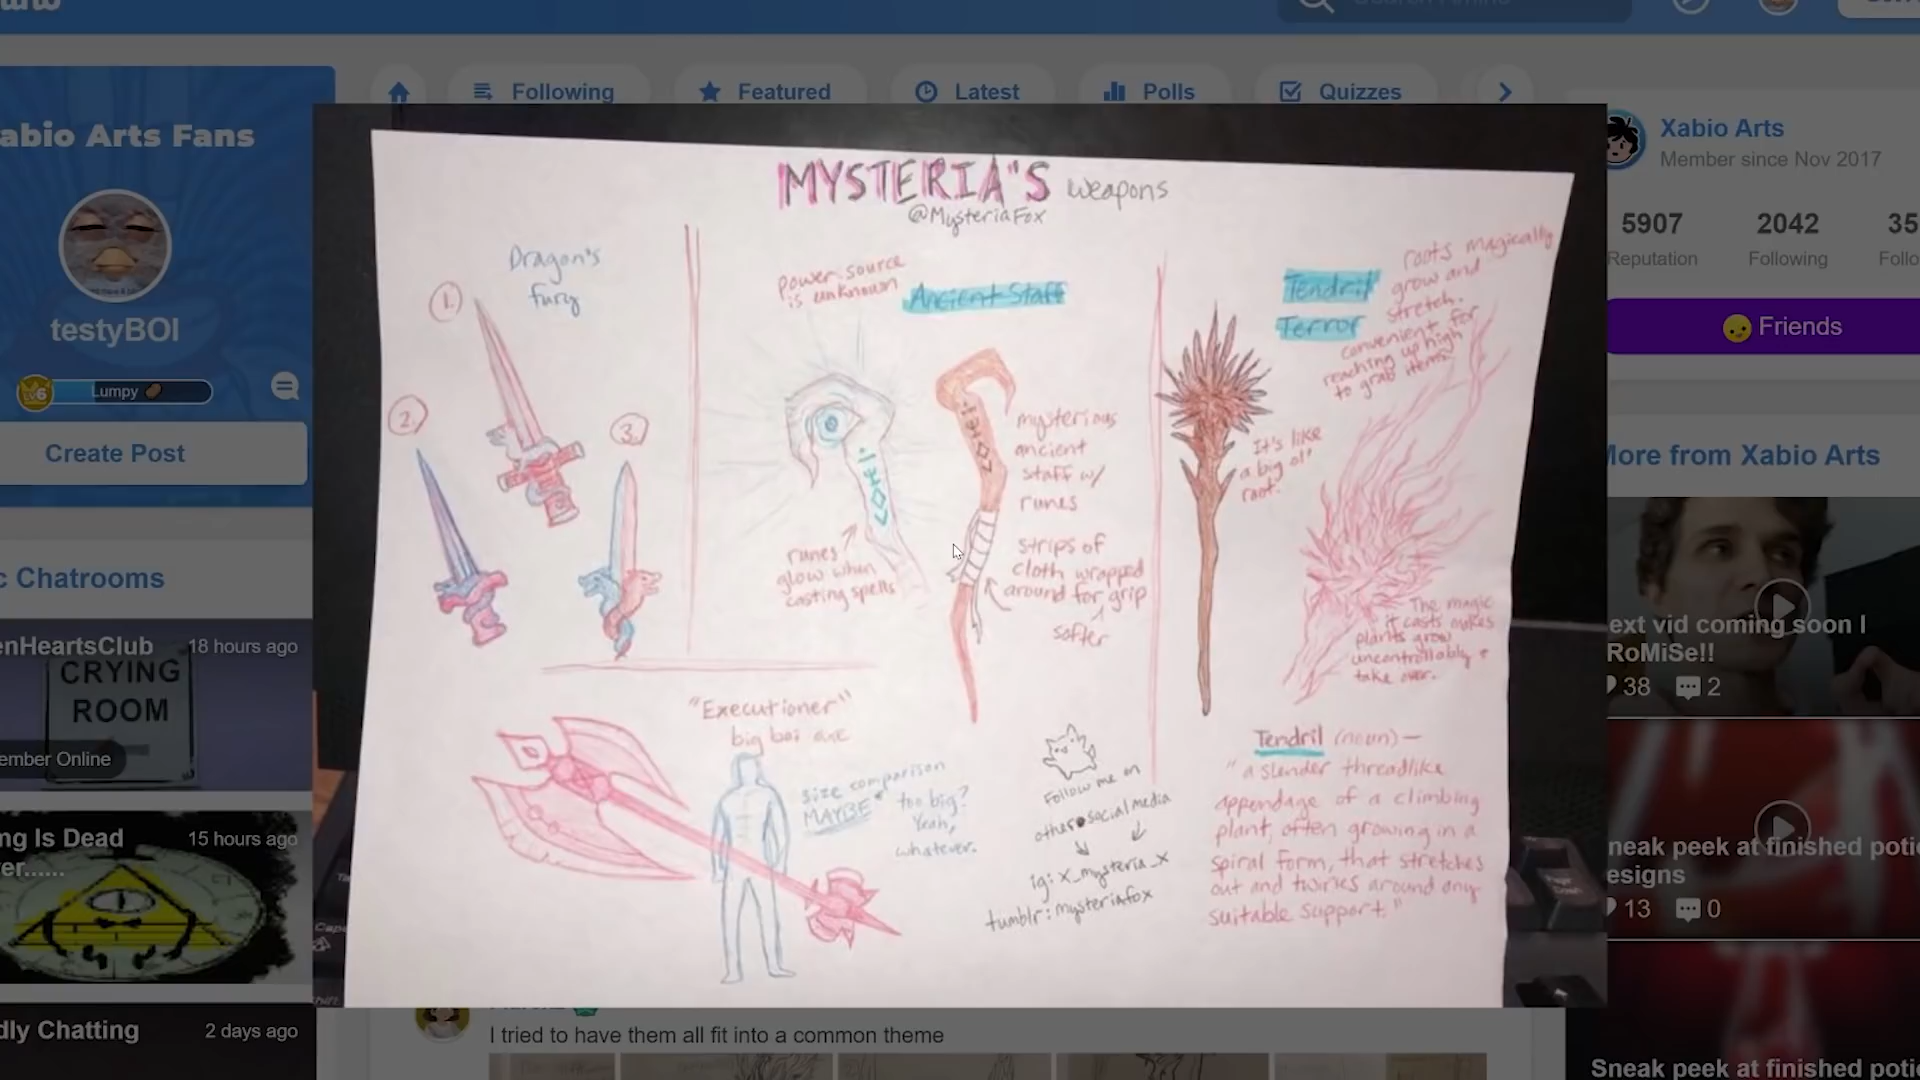 Following
Featured
Latest
Polls
Quizzes
abio Arts Fans
testyBOI
LV6
Lumpy
Create Post
c Chatrooms
enHeartsClub
18 hours ago
CRYING
ROOM
ember Online
ng Is Dead
15 hours ago
er......
dly Chatting
2 days ago
MYSTERIA"S weapons
@MysteriaFox
Dragon's
fury
1.
2.
3.
power source
is unknown
Ancient Staff
mysterious
ancient
staff w/
runes
strips of
cloth wrapped
around for grip
softer
runes
glow when
casting spells
Tendril
Terror
roots magically
grow and
stretch.
convenient for
reaching up high
to grab items.
It's like
a big ol'
root.
The magic
it casts makes
plants grow
uncontrollably +
take over.
"Executioner"
big boi axe
size comparison
MAYBE* too big?
Yeah,
whatever.
Follow me on
other social media
ig: x_mysteria_x
tumblr: mysteriafox
Tendril (noun) —
"a slender threadlike
appendage of a climbing
plant, often growing in a
spiral form, that stretches
out and twines around any
suitable support."
I tried to have them all fit into a common theme
Xabio Arts
Member since Nov 2017
5907
2042
35
Reputation
Following
Follo
Friends
More from Xabio Arts
ext vid coming soon I
RoMiSe!!
38
2
neak peek at finished potio
esigns
13
0
Sneak peek at finished potio